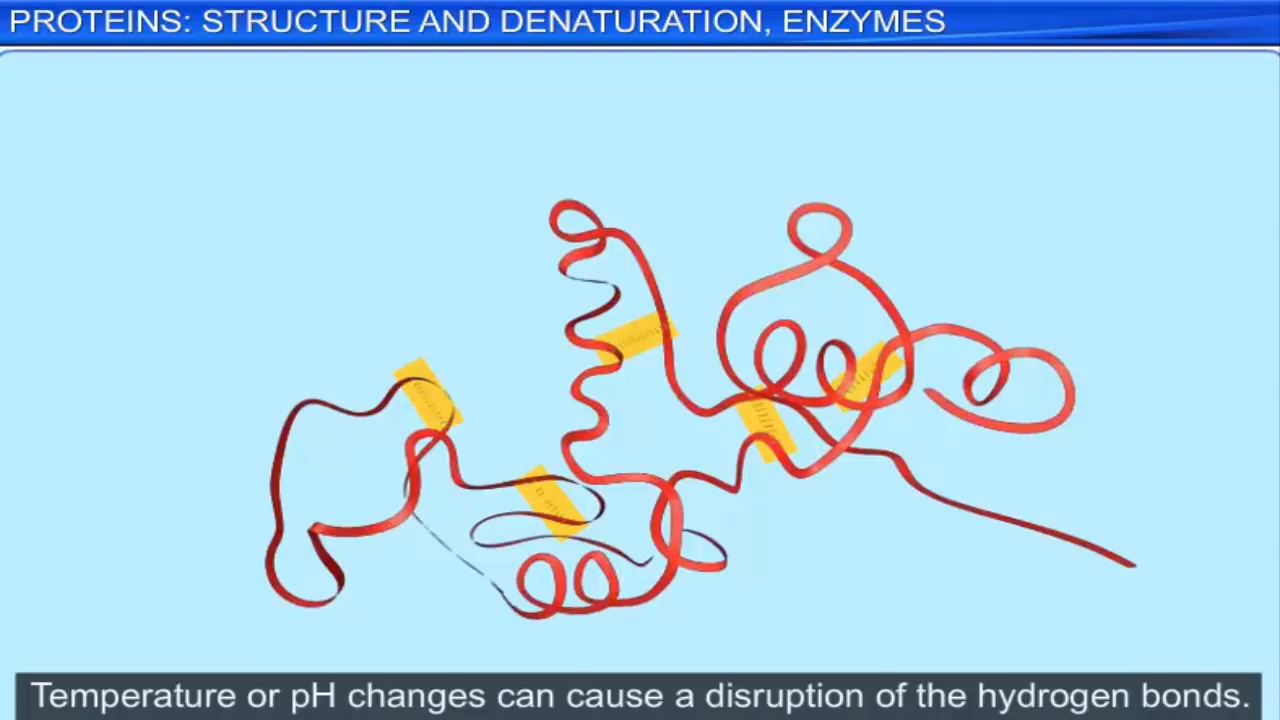 PROTEINS: STRUCTURE AND DENATURATION, ENZYMES
Temperature or pH changes can cause a disruption of the hydrogen bonds.